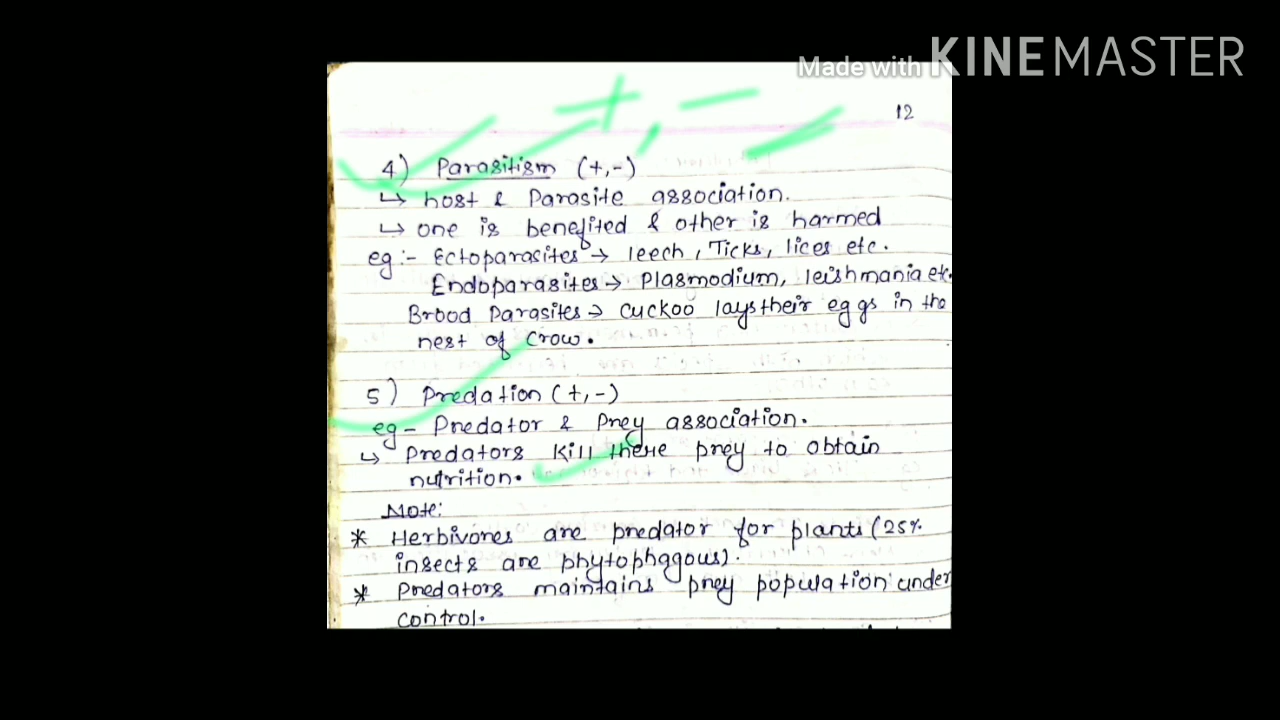 Made with KINEMASTER
12
4) Parasitism (+,-)
↳ host & Parasite association.
↳ one is benefited & other is harmed
eg:- Ectoparasites → leech, Ticks, lices etc.
Endoparasites → Plasmodium, leishmania etc.
Brood Parasites → cuckoo lays their eggs in the
nest of crow.
+, -
5) Predation (+,-)
eg - Predator & Prey association.
↳ Predators kill there prey to obtain
nutrition.
Note:
* Herbivores are predator for plants (25%
insects are phytophagous).
* Predators maintains prey population under
control.